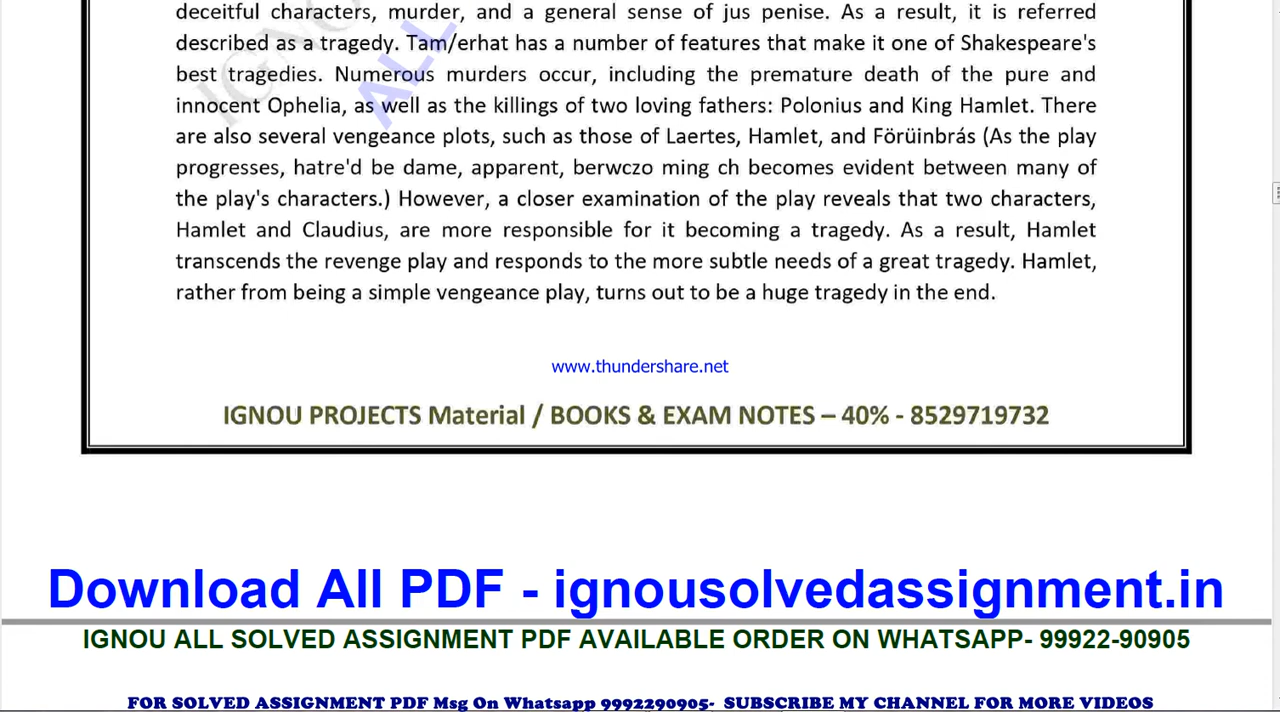 deceitful characters, murder, and a general sense of jus penise. As a result, it is referred
described as a tragedy. Tam/erhat has a number of features that make it one of Shakespeare's
best tragedies. Numerous murders occur, including the premature death of the pure and
innocent Ophelia, as well as the killings of two loving fathers: Polonius and King Hamlet. There
are also several vengeance plots, such as those of Laertes, Hamlet, and Förüinbrás (As the play
progresses, hatre'd be dame, apparent, berwczo ming ch becomes evident between many of
the play's characters.) However, a closer examination of the play reveals that two characters,
Hamlet and Claudius, are more responsible for it becoming a tragedy. As a result, Hamlet
transcends the revenge play and responds to the more subtle needs of a great tragedy. Hamlet,
rather from being a simple vengeance play, turns out to be a huge tragedy in the end.
IGNOU
ALL
www.thundershare.net
IGNOU PROJECTS Material / BOOKS & EXAM NOTES – 40% - 8529719732
Download All PDF - ignousolvedassignment.in
IGNOU ALL SOLVED ASSIGNMENT PDF AVAILABLE ORDER ON WHATSAPP- 99922-90905
FOR SOLVED ASSIGNMENT PDF Msg On Whatsapp 9992290905- SUBSCRIBE MY CHANNEL FOR MORE VIDEOS